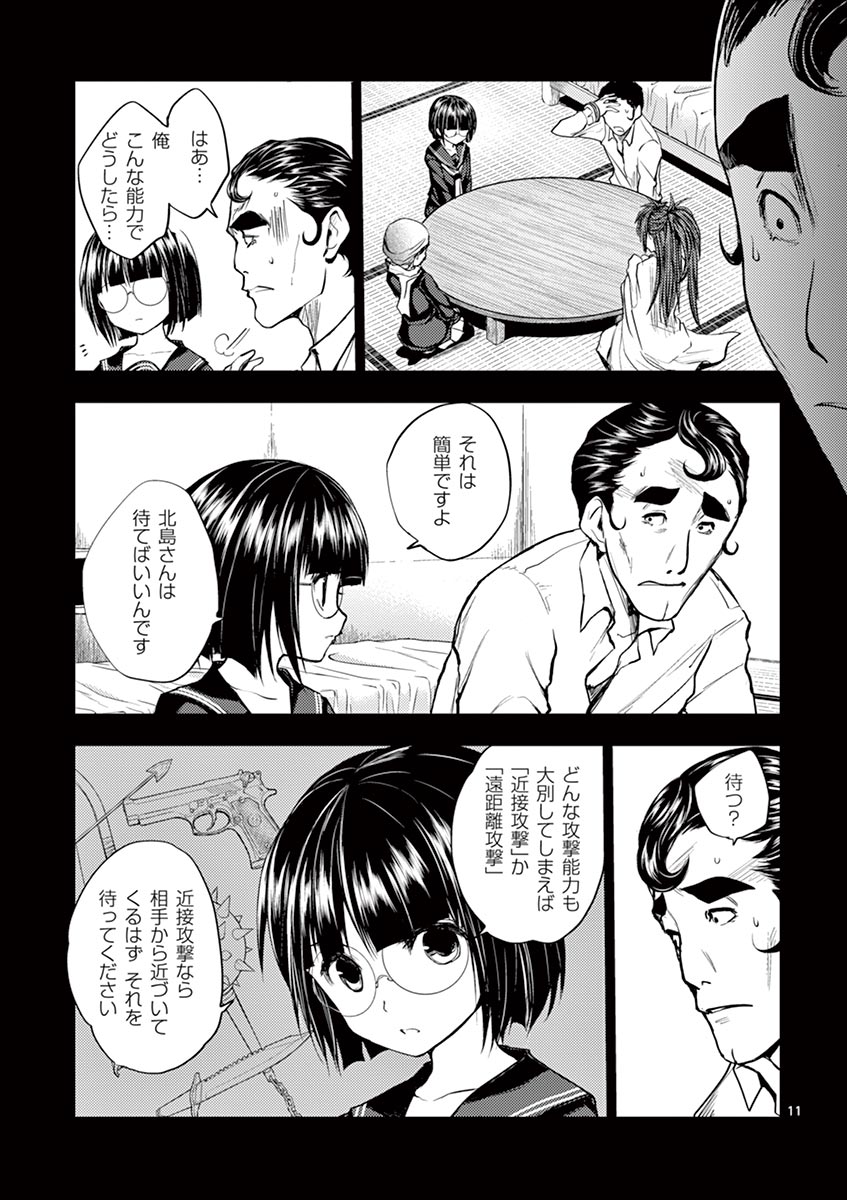 はあ…
俺
こんな能力で
どうしたら…
それは
簡単ですよ
北島さんは
待てばいいんです
待つ?
どんな攻撃能力も
大別してしまえば
「近接攻撃」か
「遠距離攻撃」
近接攻撃なら
相手から近づいて
くるはず それを
待ってください
11